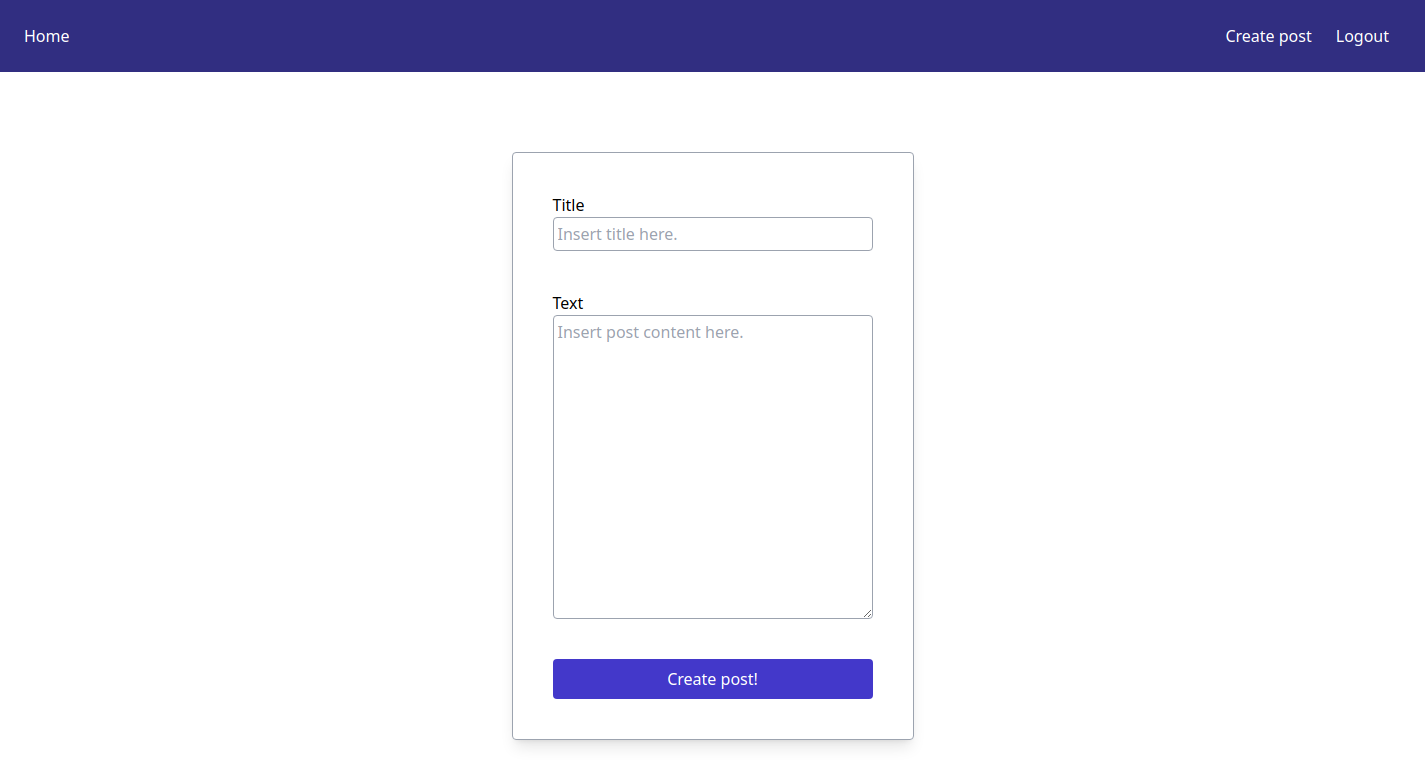 Home
Create post
Logout
Title
Insert title here.
Text
Insert post content here.
Create post!